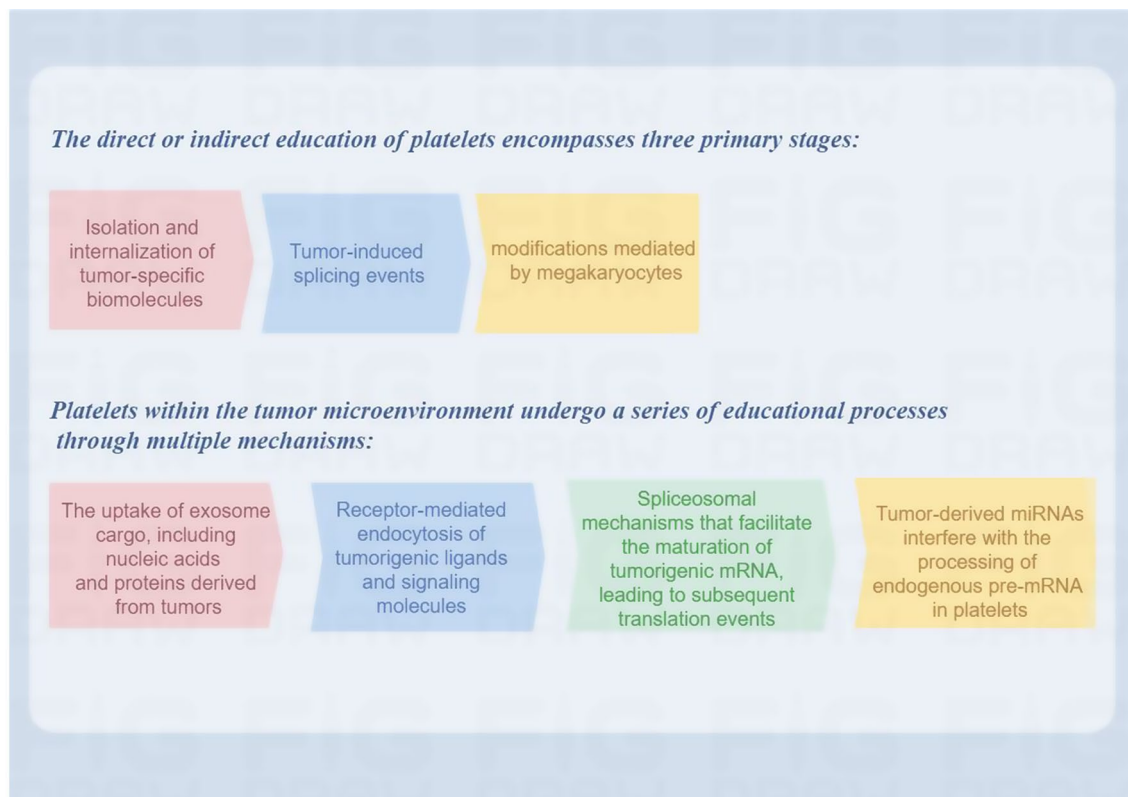 The direct or indirect education of platelets encompasses three primary stages:
Isolation and
internalization of
tumor-specific
biomolecules
Tumor-induced
splicing events
modifications mediated
by megakaryocytes
Platelets within the tumor microenvironment undergo a series of educational processes
through multiple mechanisms:
The uptake of exosome
cargo, including
nucleic acids
and proteins derived
from tumors
Receptor-mediated
endocytosis of
tumorigenic ligands
and signaling
molecules
Spliceosomal
mechanisms that facilitate
the maturation of
tumorigenic mRNA,
leading to subsequent
translation events
Tumor-derived miRNAs
interfere with the
processing of
endogenous pre-mRNA
in platelets